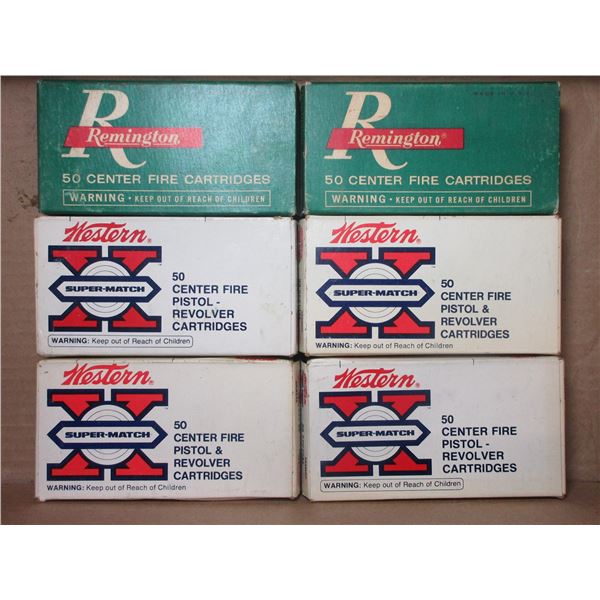 R
Remington
50 CENTER FIRE CARTRIDGES
WARNING • KEEP OUT OF REACH OF CHILDREN
MADE IN
R
Remington®
50 CENTER FIRE CARTRIDGES
WARNING • KEEP OUT OF REACH OF CHILDREN
Western®
X
SUPER-MATCH
50
CENTER FIRE
PISTOL -
REVOLVER
CARTRIDGES
WARNING: Keep out of Reach of Children
Western®
X
SUPER-MATCH
50
CENTER FIRE
PISTOL &
REVOLVER
CARTRIDGES
WARNING: Keep out of Reach of Children
Western®
X
SUPER-MATCH
50
CENTER FIRE
PISTOL &
REVOLVER
CARTRIDGES
WARNING: Keep out of Reach of Children
Western®
X
SUPER-MATCH
50
CENTER FIRE
PISTOL -
REVOLVER
CARTRIDGES
WARNING: Keep out of Reach of Children